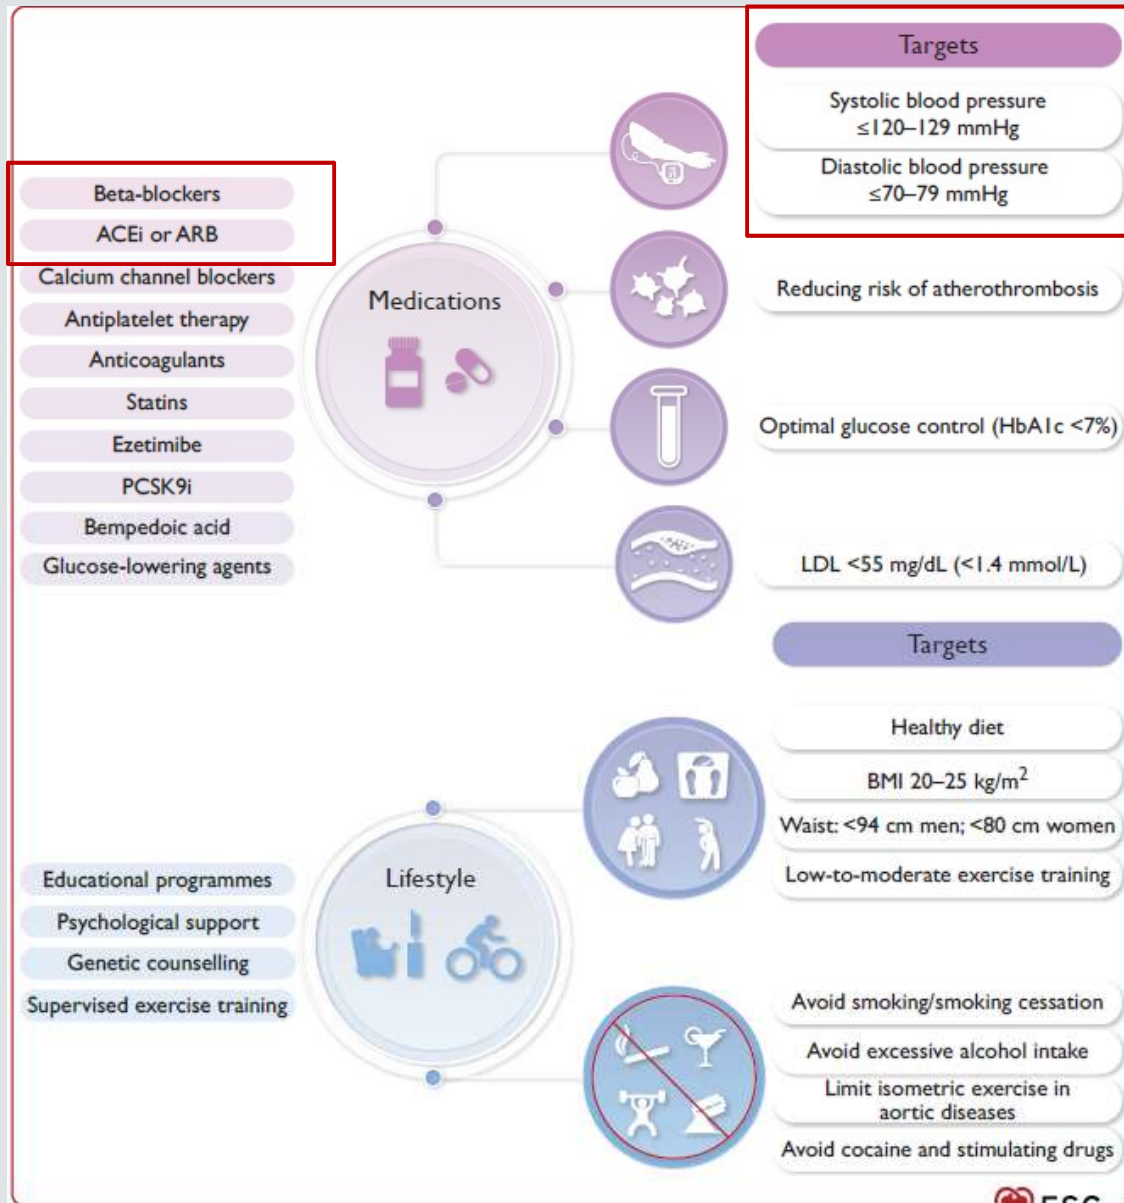 Targets
Systolic blood pressure
≤120–129 mmHg
Diastolic blood pressure
≤70–79 mmHg
Beta-blockers
ACEi or ARB
Calcium channel blockers
Antiplatelet therapy
Anticoagulants
Statins
Ezetimibe
PCSK9i
Bempedoic acid
Glucose-lowering agents
Medications
Reducing risk of atherothrombosis
Optimal glucose control (HbA1c <7%)
LDL <55 mg/dL (<1.4 mmol/L)
Targets
Healthy diet
BMI 20–25 kg/m²
Waist: <94 cm men; <80 cm women
Low-to-moderate exercise training
Educational programmes
Psychological support
Genetic counselling
Supervised exercise training
Lifestyle
Avoid smoking/smoking cessation
Avoid excessive alcohol intake
Limit isometric exercise in
aortic diseases
Avoid cocaine and stimulating drugs
ESC